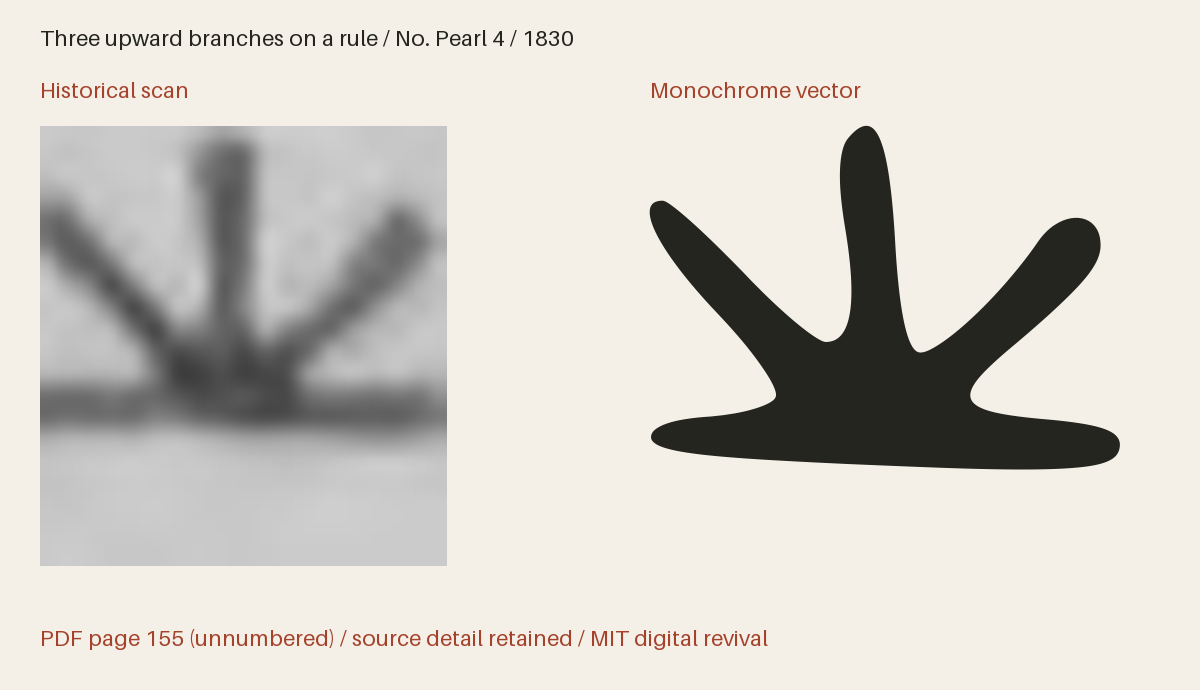 Three upward branches on a rule / No. Pearl 4 / 1830
Historical scan
Monochrome vector
PDF page 155 (unnumbered) / source detail retained / MIT digital revival